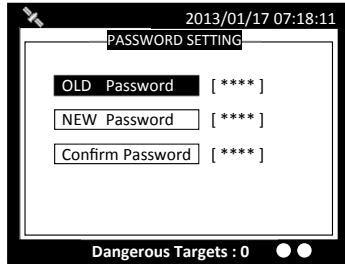 2013/01/17 07:18:11
PASSWORD SETTING
OLD Password [ **** ]
NEW Password [ **** ]
Confirm Password [ **** ]
Dangerous Targets : 0